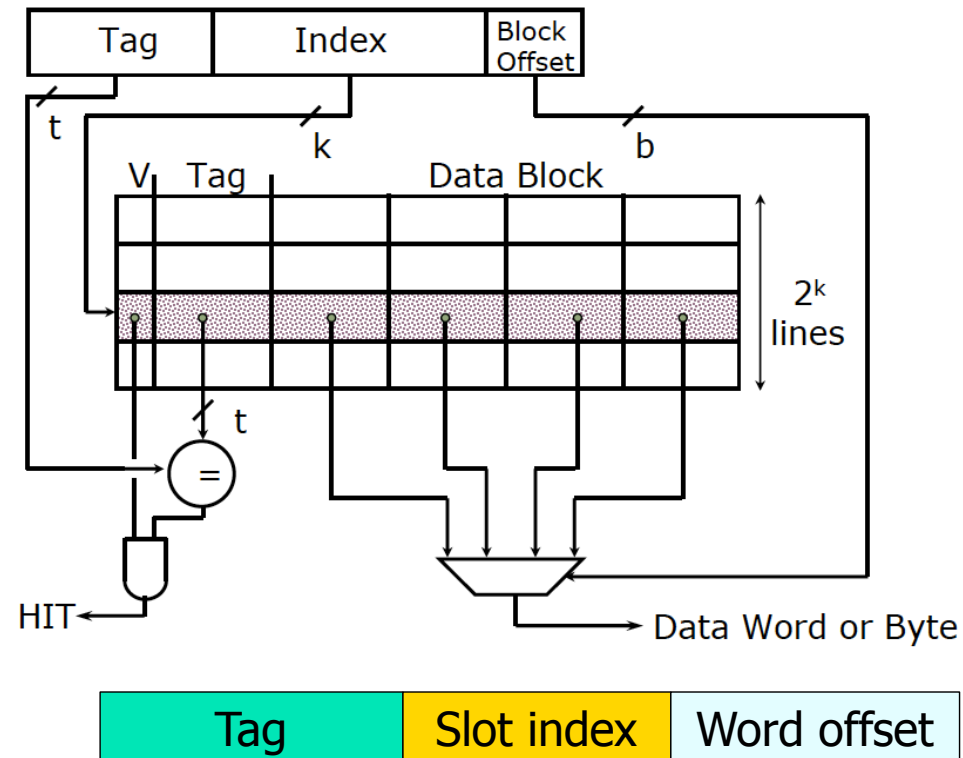 Tag Index Block
Offset
t k b
V Tag Data Block
2ᵏ
lines
t
=
HIT
Data Word or Byte
Tag Slot index Word offset